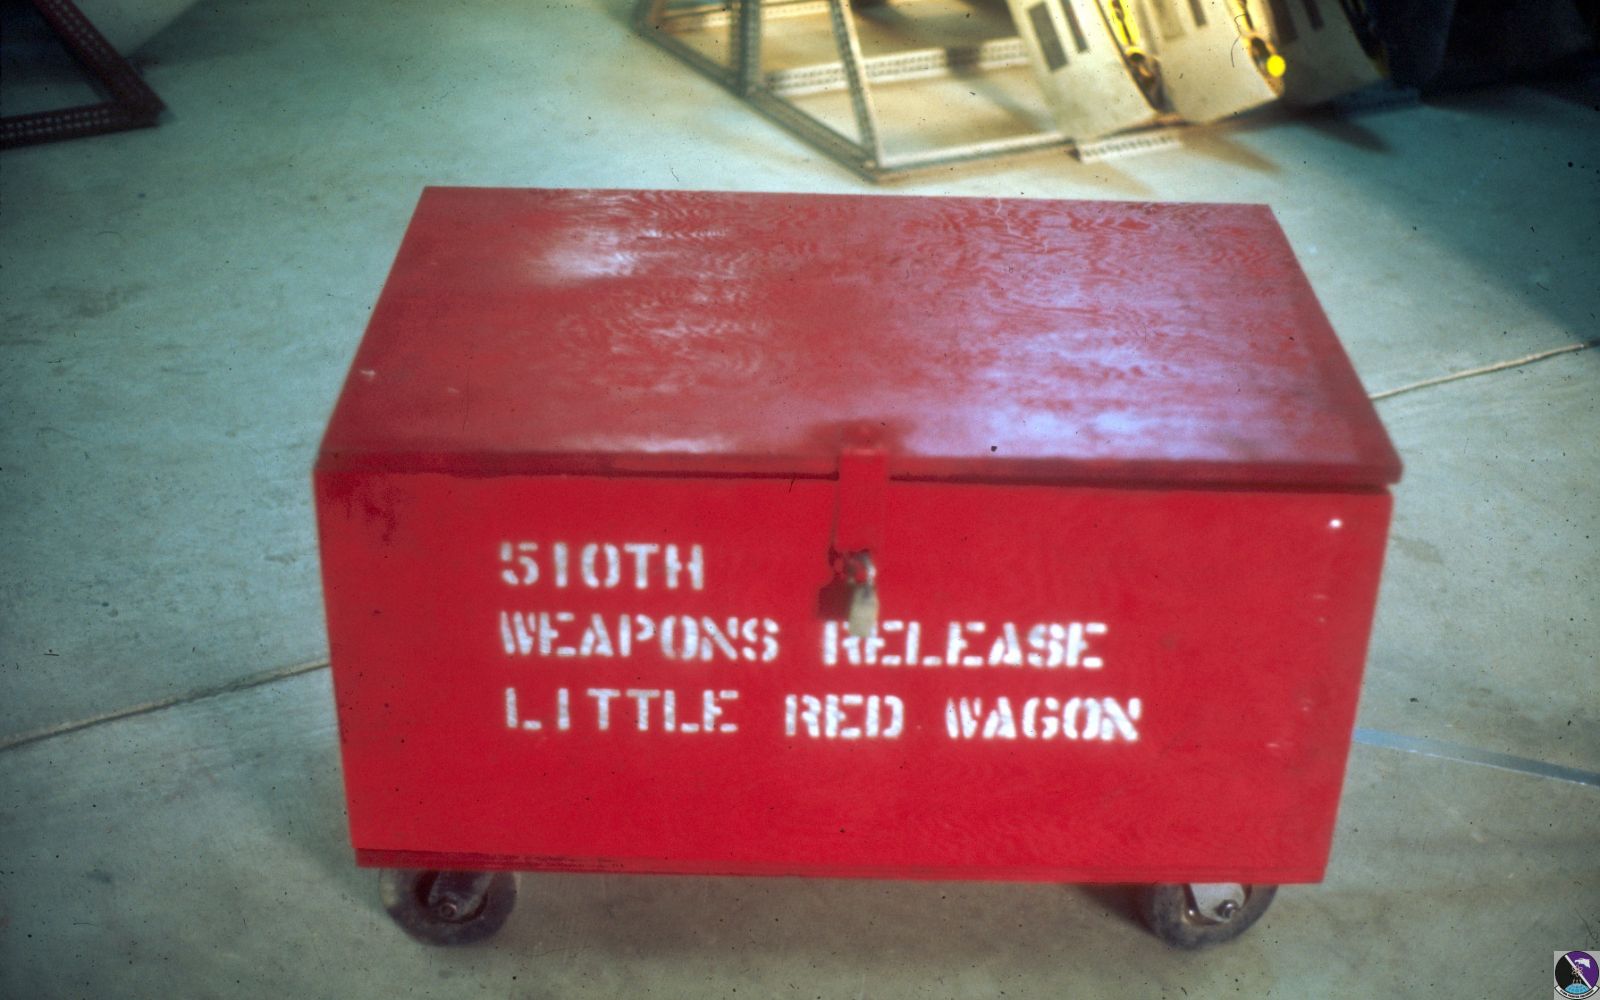 510TH
WEAPONS RELEASE
LITTLE RED WAGON